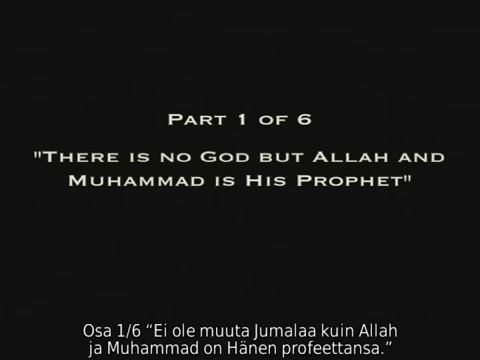 PART 1 OF 6
"THERE IS NO GOD BUT ALLAH AND
MUHAMMAD IS HIS PROPHET"
Osa 1/6 “Ei ole muuta Jumalaa kuin Allah
ja Muhammad on Hänen profeettansa.”